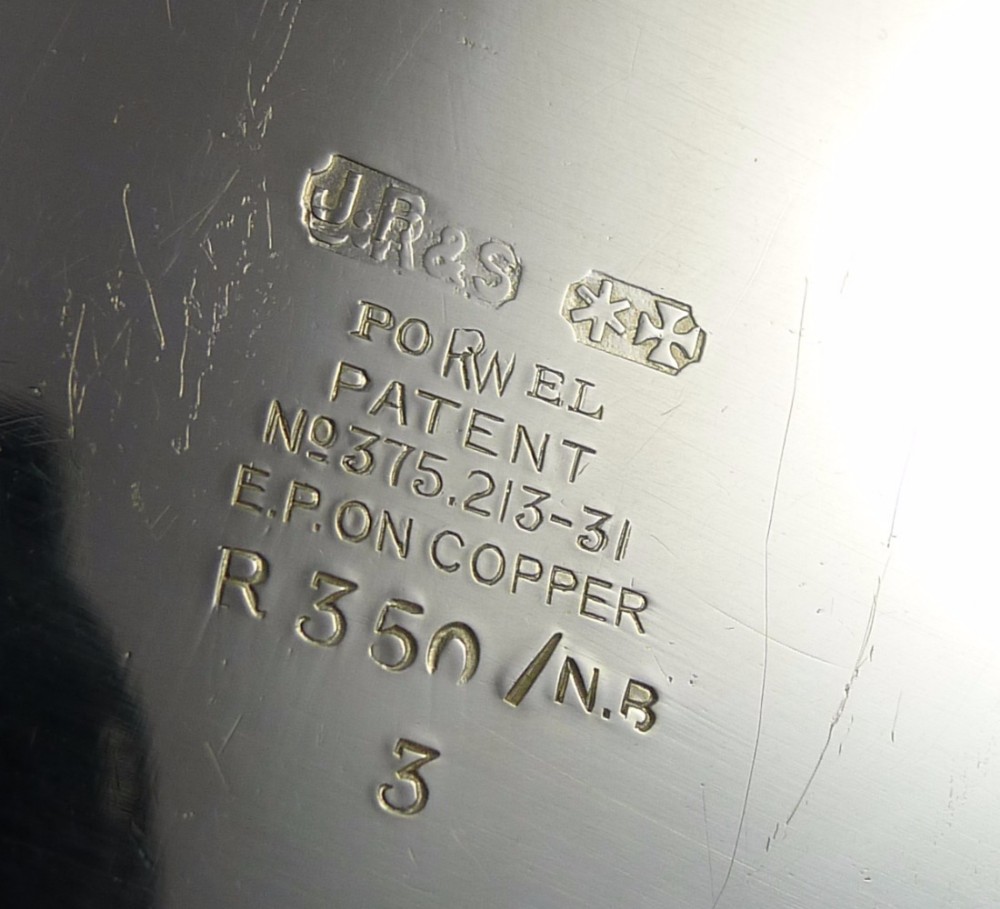 J.R&S
PORWEL
PATENT
Nº375.213-31
E.P.ON COPPER
R 350/N.B
3